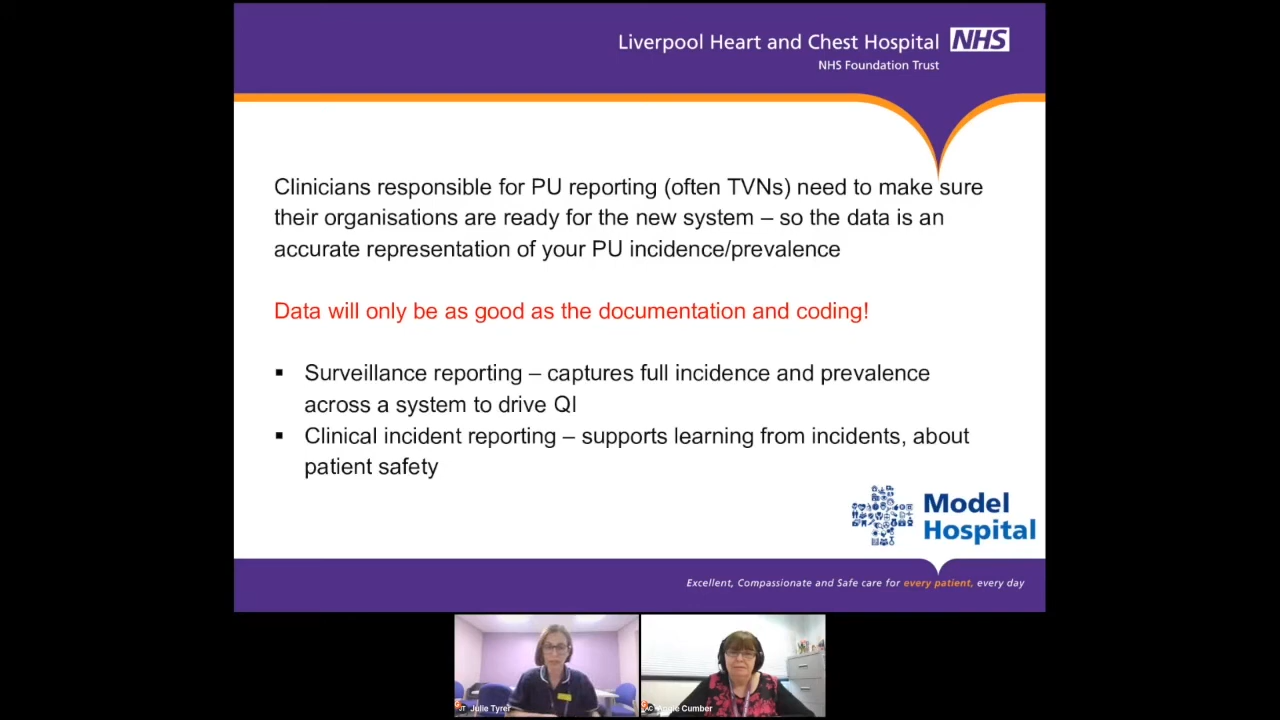 Liverpool Heart and Chest Hospital NHS
NHS Foundation Trust
Clinicians responsible for PU reporting (often TVNs) need to make sure
their organisations are ready for the new system – so the data is an
accurate representation of your PU incidence/prevalence
Data will only be as good as the documentation and coding!
▪ Surveillance reporting – captures full incidence and prevalence
across a system to drive QI
▪ Clinical incident reporting – supports learning from incidents, about
patient safety
Model
Hospital
Excellent, Compassionate and Safe care for every patient, every day
JT Julie Tyrer
AC Cumber